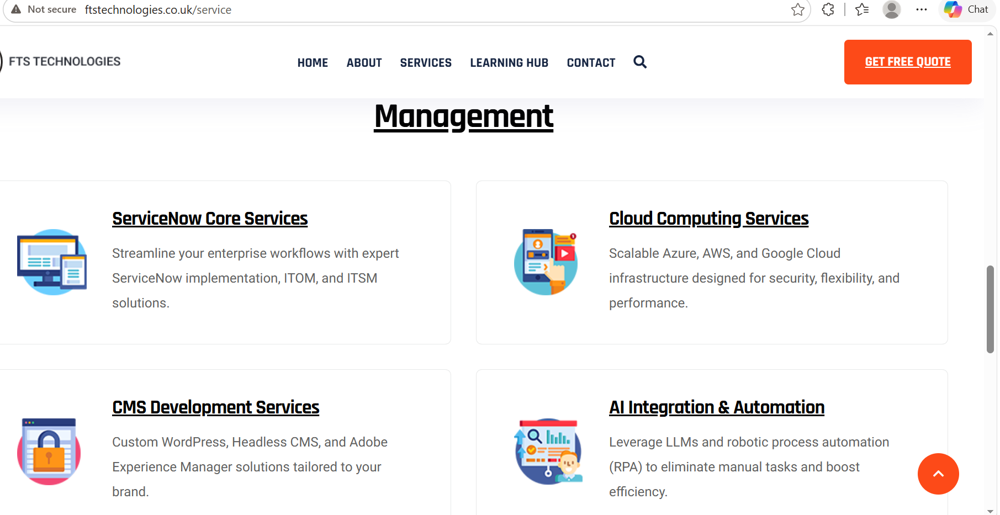 Not secure ftstechnologies.co.uk/service
Chat
FTS TECHNOLOGIES
HOME ABOUT SERVICES LEARNING HUB CONTACT
GET FREE QUOTE
Management
ServiceNow Core Services
Streamline your enterprise workflows with expert
ServiceNow implementation, ITOM, and ITSM
solutions.
Cloud Computing Services
Scalable Azure, AWS, and Google Cloud
infrastructure designed for security, flexibility, and
performance.
CMS Development Services
Custom WordPress, Headless CMS, and Adobe
Experience Manager solutions tailored to your
brand.
AI Integration & Automation
Leverage LLMs and robotic process automation
(RPA) to eliminate manual tasks and boost
efficiency.